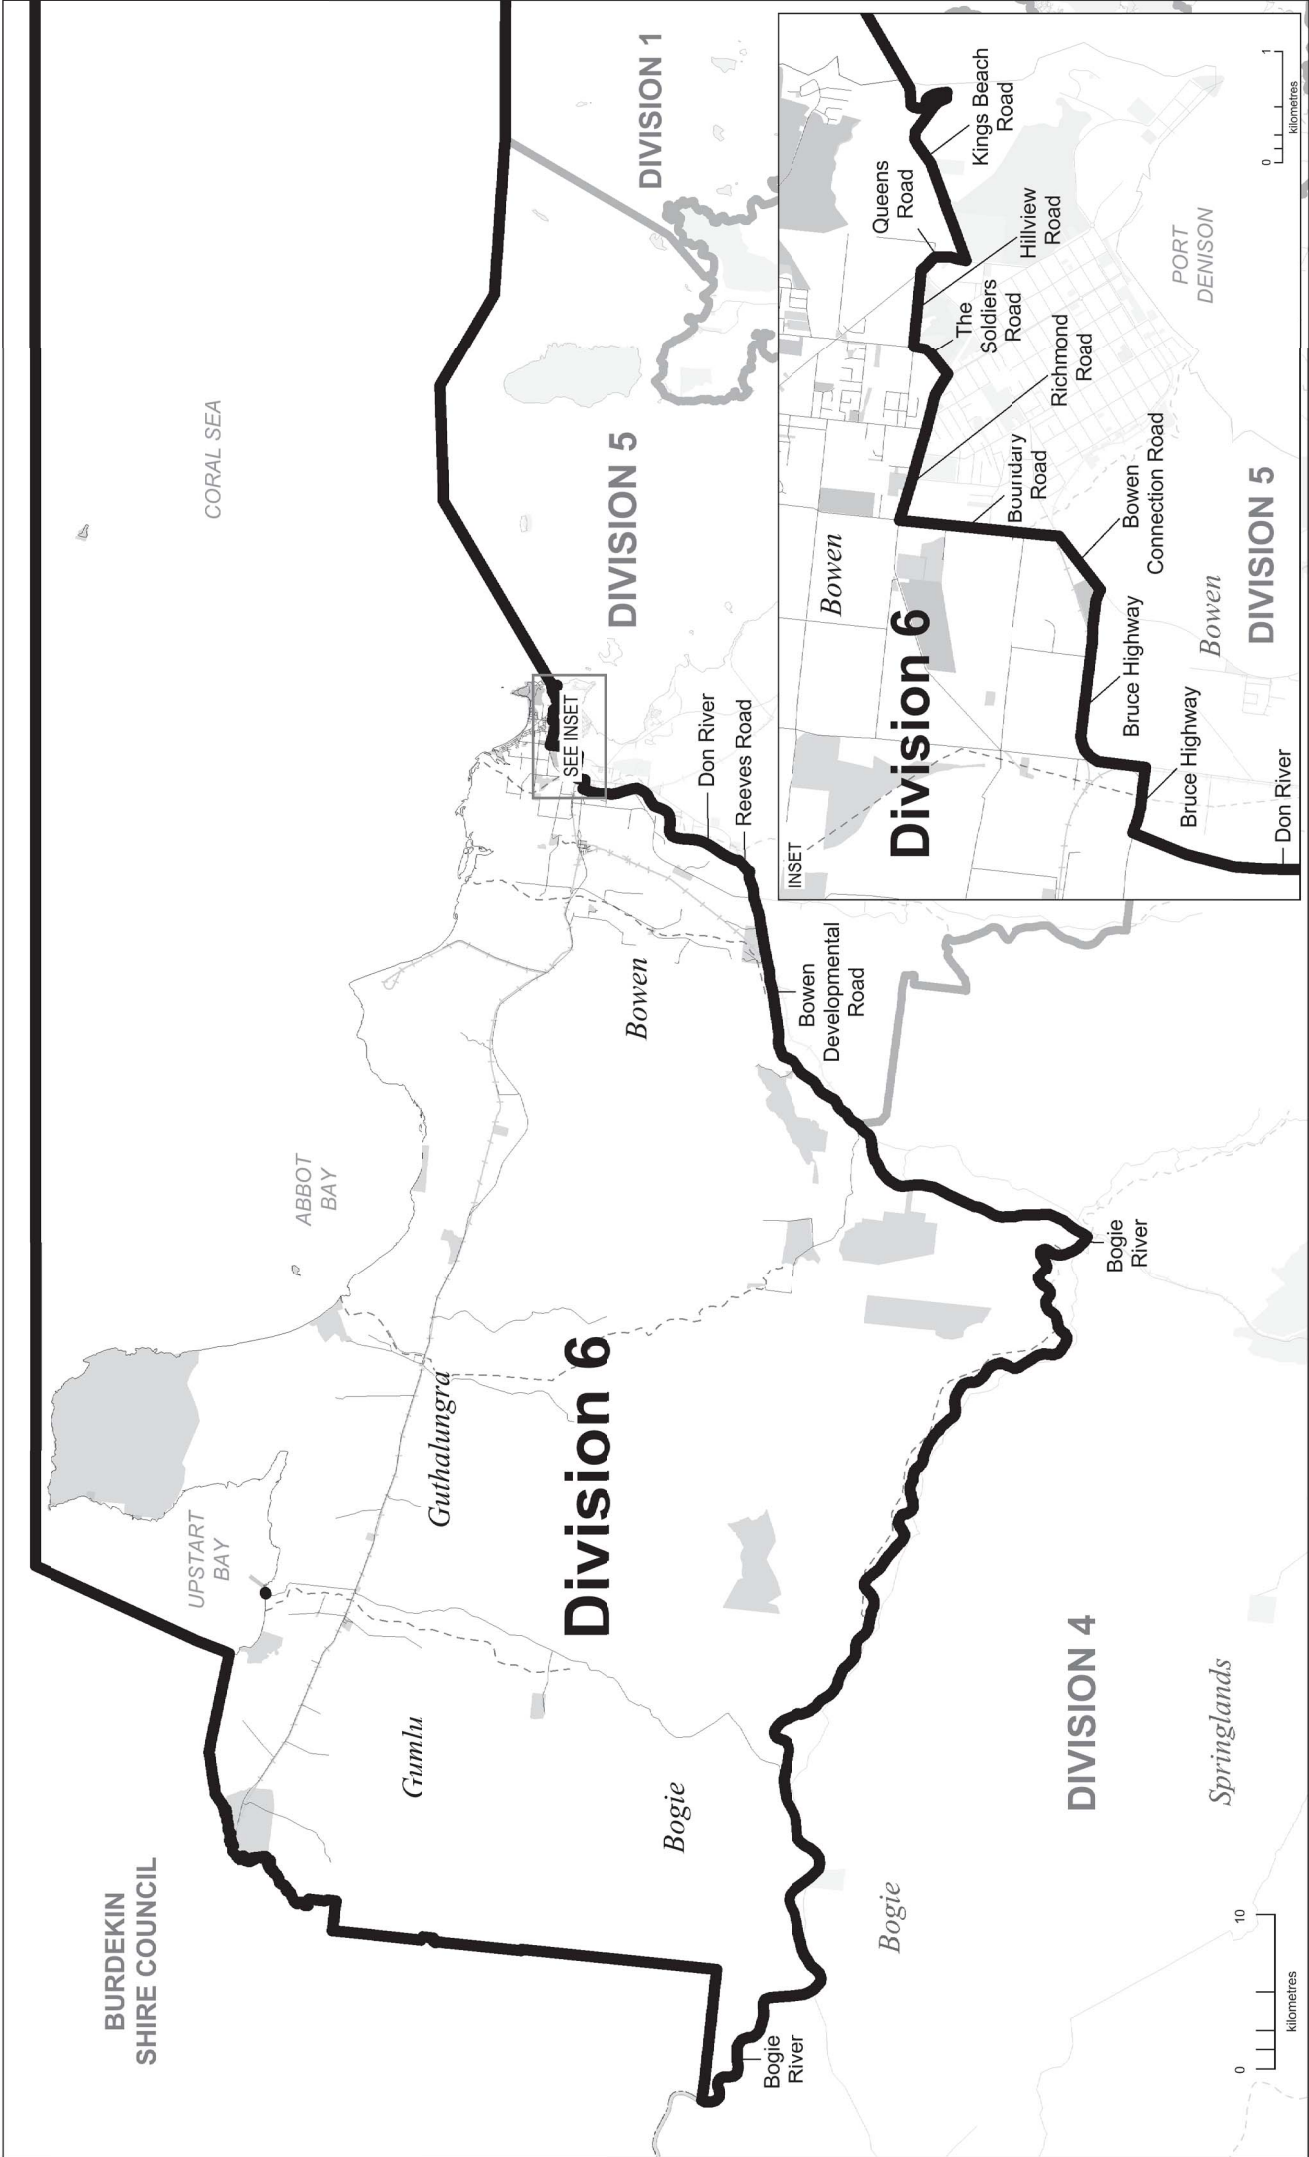 BURDEKIN
SHIRE COUNCIL
UPSTART
BAY
ABBOT
BAY
CORAL SEA
Gumlu
Guthalungra
Division 6
Bogie
Bowen
SEE INSET
DIVISION 5
DIVISION 1
Don River
Reeves Road
Bowen
Developmental
Road
Bogie
River
Bogie
River
Bogie
DIVISION 4
Springlands
0
10
kilometres
INSET
Division 6
Bowen
Queens
Road
Kings Beach
Road
The
Soldiers
Road
Hillview
Road
Richmond
Road
Boundary
Road
Bowen
Connection Road
Bruce Highway
Bruce Highway
Don River
Bowen
DIVISION 5
PORT
DENISON
0
1
kilometres